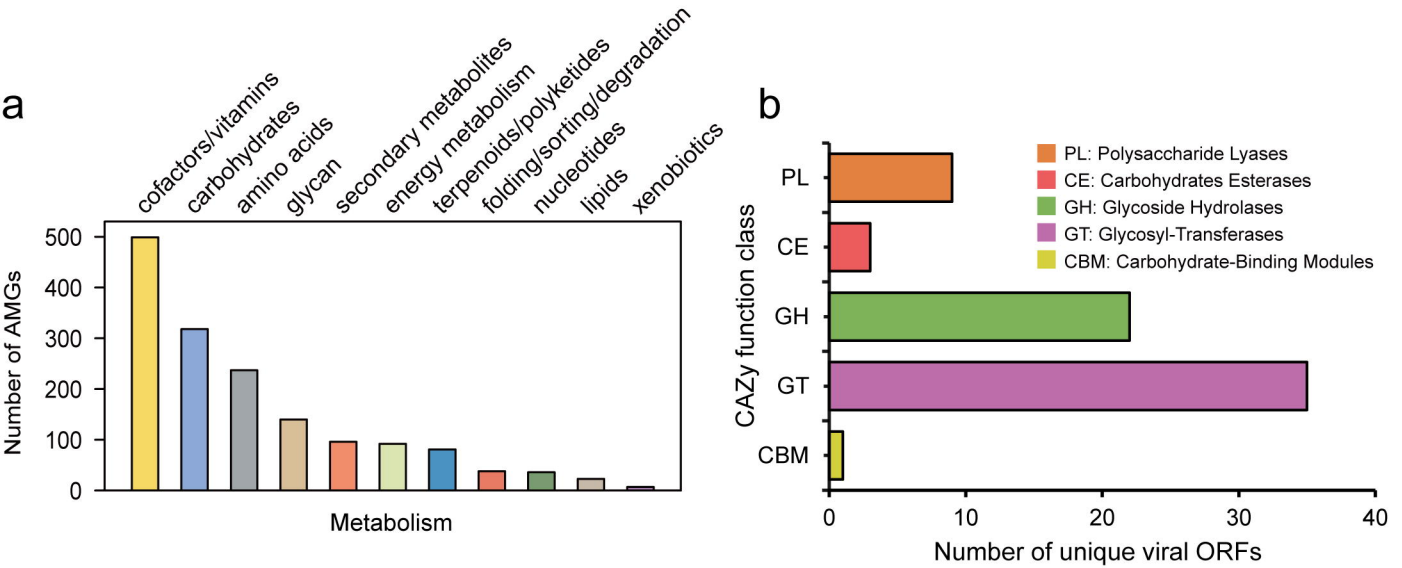 a
cofactors/vitamins
carbohydrates
amino acids
glycan
secondary metabolites
energy metabolism
terpenoids/polyketides
folding/sorting/degradation
nucleotides
lipids
xenobiotics
Number of AMGs
500
400
300
200
100
0
Metabolism
b
CAZy function class
PL
CE
GH
GT
CBM
PL: Polysaccharide Lyases
CE: Carbohydrates Esterases
GH: Glycoside Hydrolases
GT: Glycosyl-Transferases
CBM: Carbohydrate-Binding Modules
0 10 20 30 40
Number of unique viral ORFs